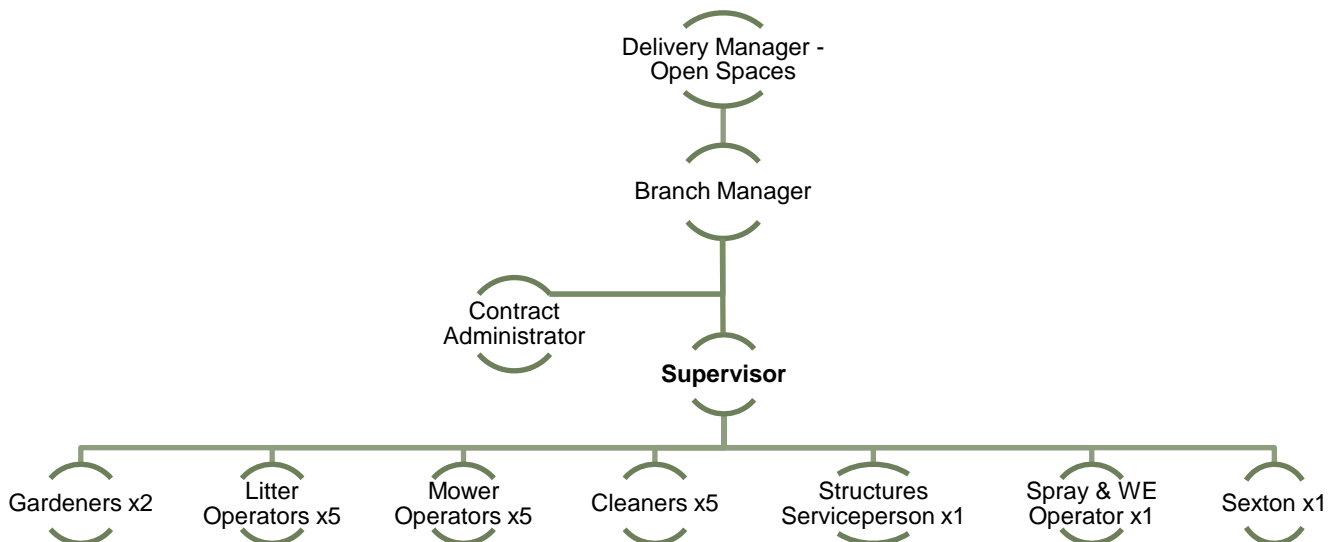 Delivery Manager -
Open Spaces
Branch Manager
Contract
Administrator
Supervisor
Gardeners x2
Litter
Operators x5
Mower
Operators x5
Cleaners x5
Structures
Serviceperson x1
Spray & WE
Operator x1
Sexton x1